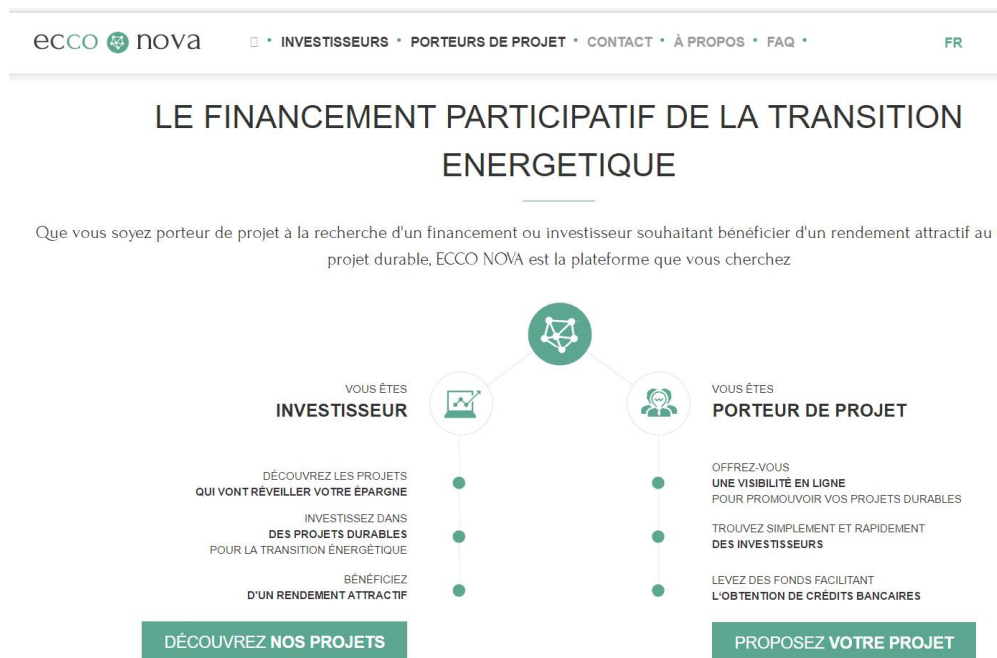 ecco nova
INVESTISSEURS • PORTEURS DE PROJET • CONTACT • À PROPOS • FAQ •
FR
LE FINANCEMENT PARTICIPATIF DE LA TRANSITION
ENERGETIQUE
Que vous soyez porteur de projet à la recherche d'un financement ou investisseur souhaitant bénéficier d'un rendement attractif au
projet durable, ECCO NOVA est la plateforme que vous cherchez
VOUS ÊTES
INVESTISSEUR
DÉCOUVREZ LES PROJETS
QUI VONT RÉVEILLER VOTRE ÉPARGNE
INVESTISSEZ DANS
DES PROJETS DURABLES
POUR LA TRANSITION ÉNERGÉTIQUE
BÉNÉFICIEZ
D'UN RENDEMENT ATTRACTIF
DÉCOUVREZ NOS PROJETS
VOUS ÊTES
PORTEUR DE PROJET
OFFREZ-VOUS
UNE VISIBILITÉ EN LIGNE
POUR PROMOUVOIR VOS PROJETS DURABLES
TROUVEZ SIMPLEMENT ET RAPIDEMENT
DES INVESTISSEURS
LEVEZ DES FONDS FACILITANT
L'OBTENTION DE CRÉDITS BANCAIRES
PROPOSEZ VOTRE PROJET